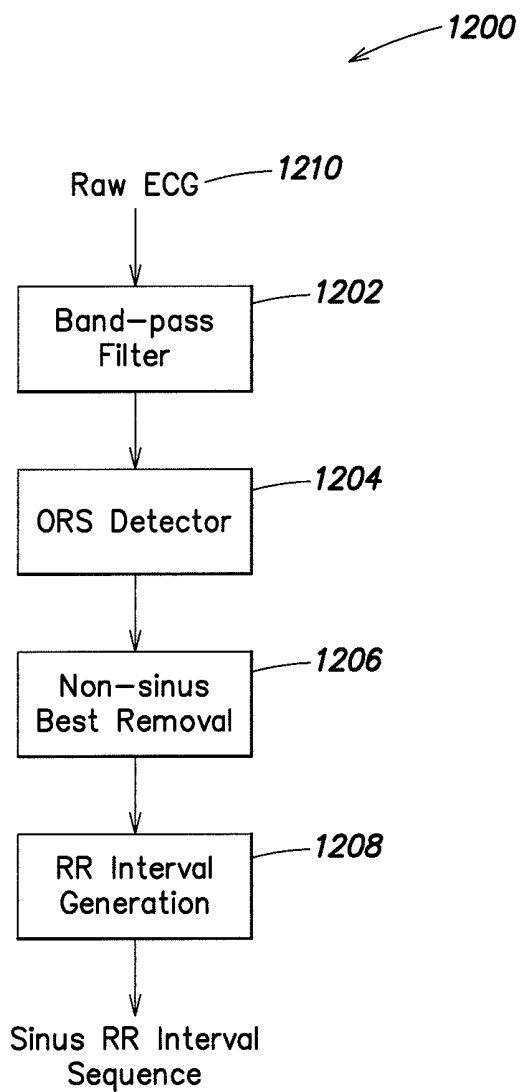 1200
Raw ECG 1210
1202
Band-pass
Filter
1204
ORS Detector
1206
Non-sinus
Best Removal
1208
RR Interval
Generation
Sinus RR Interval
Sequence